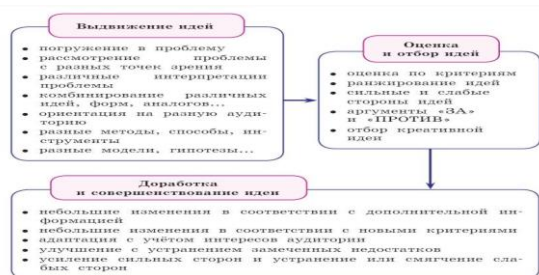 Выдвижение идей
• погружение в проблему
• рассмотрение проблемы
с разных точек зрения
• различные интерпретации
проблемы
• комбинирование различных
идей, форм, аналогов...
• ориентация на разную ауди-
торию
• разные методы, способы, ин-
струменты
• разные модели, гипотезы...
Оценка
и отбор идей
• оценка по критериям
• ранжирование идей
• сильные и слабые
стороны идей
• аргументы «ЗА»
и «ПРОТИВ»
• отбор креативной
идеи
Доработка
и совершенствование идеи
• небольшие изменения в соответствии с дополнительной ин-
формацией
• небольшие изменения в соответствии с новыми критериями
• адаптация с учётом интересов аудитории
• улучшение с устранением замеченных недостатков
• усиление сильных сторон и устранение или смягчение сла-
бых сторон